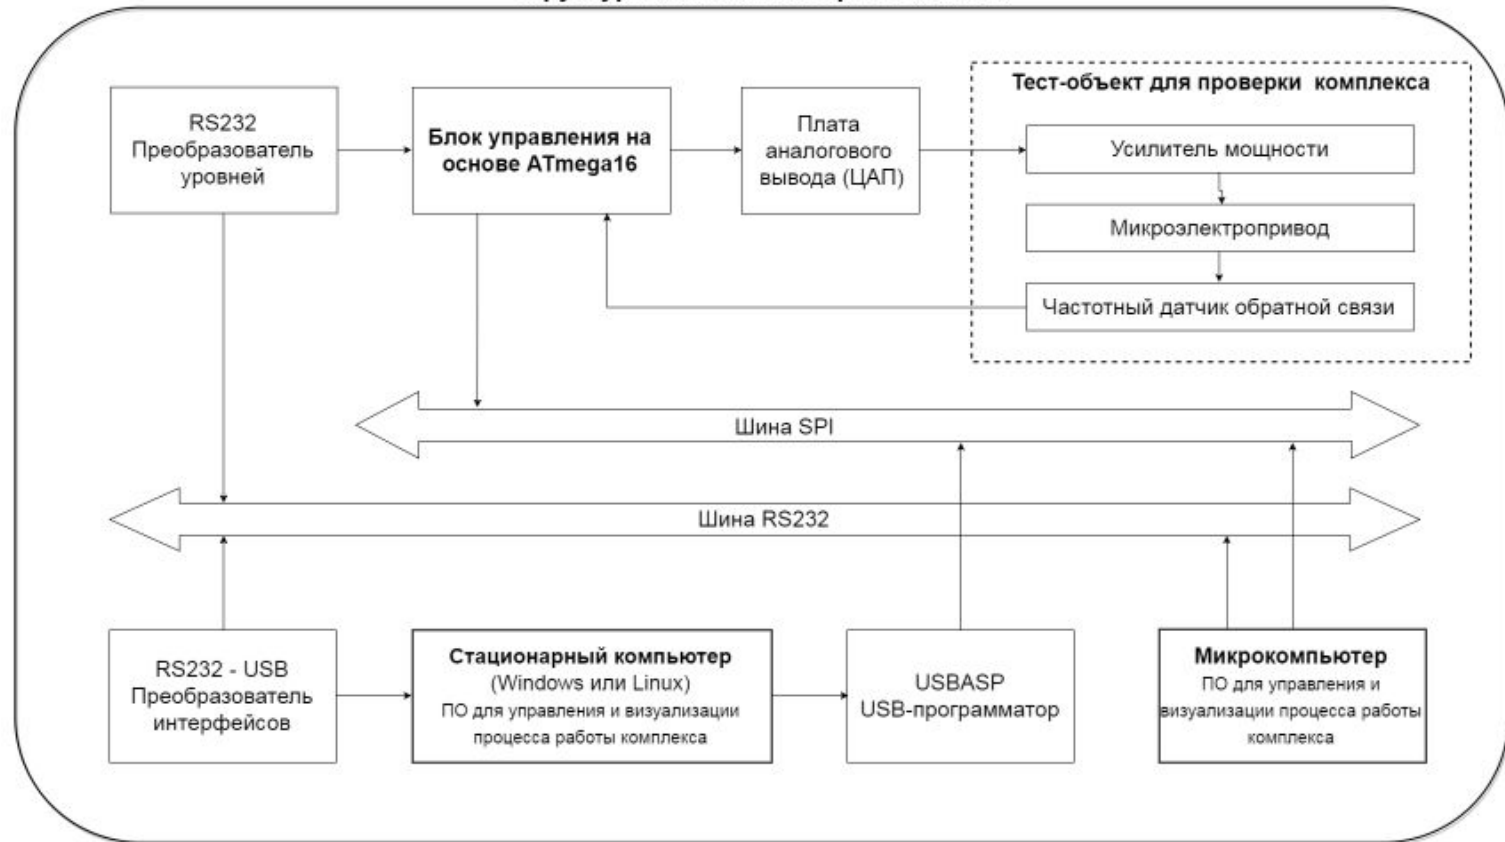 Тест-объект для проверки комплекса
RS232
Преобразователь
уровней
Блок управления на
основе ATmega16
Плата
аналогового
вывода (ЦАП)
Усилитель мощности
Микроэлектропривод
Частотный датчик обратной связи
Шина SPI
Шина RS232
RS232 - USB
Преобразователь
интерфейсов
Стационарный компьютер
(Windows или Linux)
ПО для управления и визуализации
процесса работы комплекса
USBASP
USB-программатор
Микрокомпьютер
ПО для управления и
визуализации процесса работы
комплекса